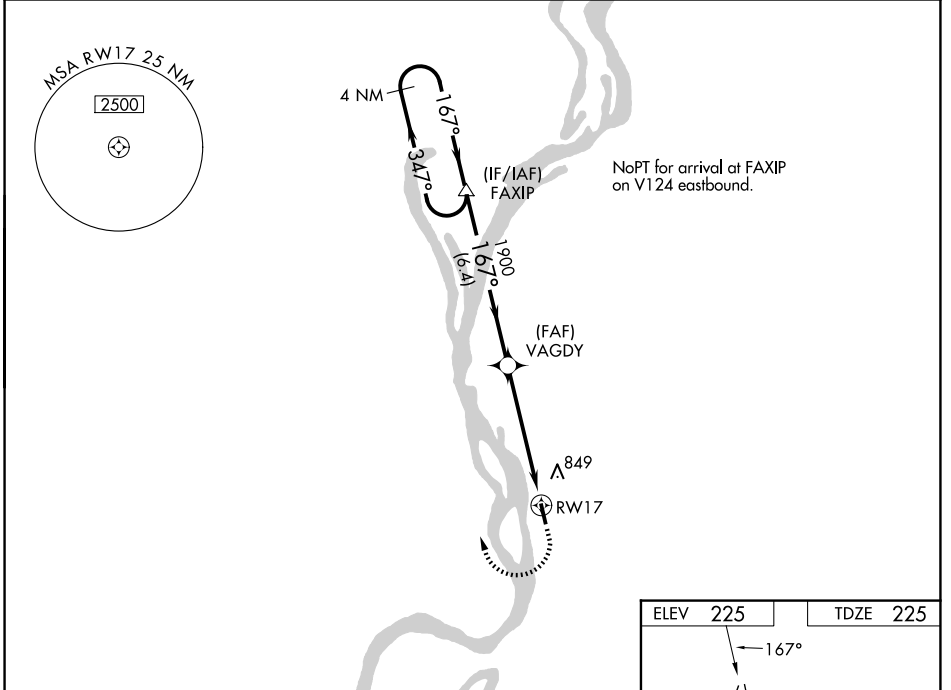 MSA RW17 25 NM
2500
4 NM
167°
347°
(IF/IAF)
FAXIP
NoPT for arrival at FAXIP
on V124 eastbound.
1900
167°
(6.4)
(FAF)
VAGDY
849
RW17
ELEV 225
TDZE 225
167°